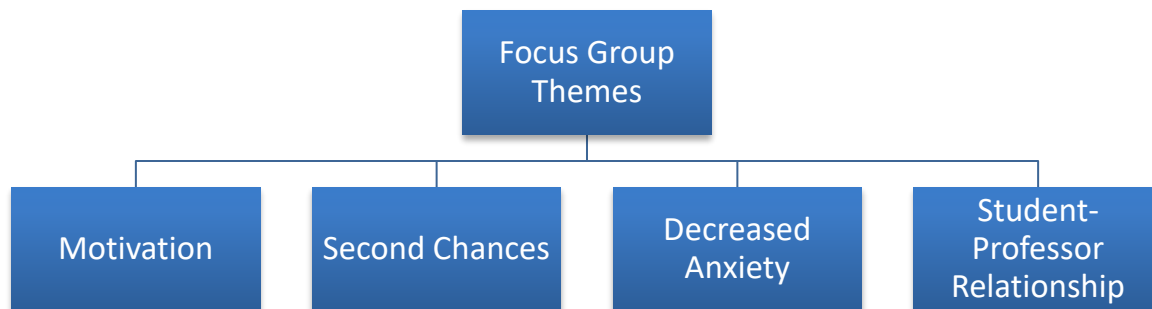 Focus Group
Themes
Motivation
Second Chances
Decreased
Anxiety
Student-
Professor
Relationship